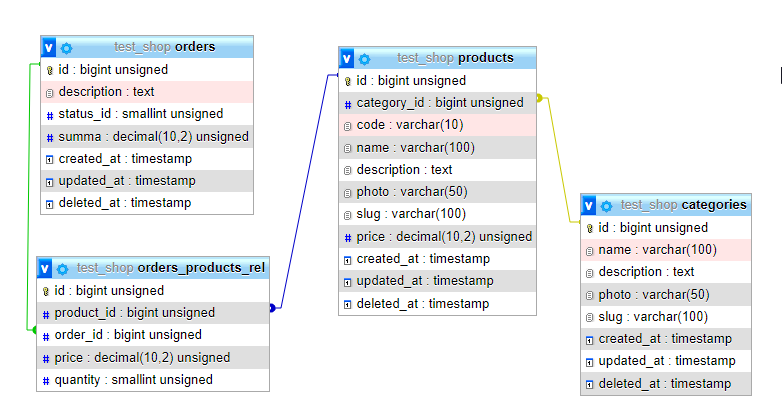 test_shop orders
id : bigint unsigned
description : text
status_id : smallint unsigned
summa : decimal(10,2) unsigned
created_at : timestamp
updated_at : timestamp
deleted_at : timestamp
test_shop orders_products_rel
id : bigint unsigned
product_id : bigint unsigned
order_id : bigint unsigned
price : decimal(10,2) unsigned
quantity : smallint unsigned
test_shop products
id : bigint unsigned
category_id : bigint unsigned
code : varchar(10)
name : varchar(100)
description : text
photo : varchar(50)
slug : varchar(100)
price : decimal(10,2) unsigned
created_at : timestamp
updated_at : timestamp
deleted_at : timestamp
test_shop categories
id : bigint unsigned
name : varchar(100)
description : text
photo : varchar(50)
slug : varchar(100)
created_at : timestamp
updated_at : timestamp
deleted_at : timestamp